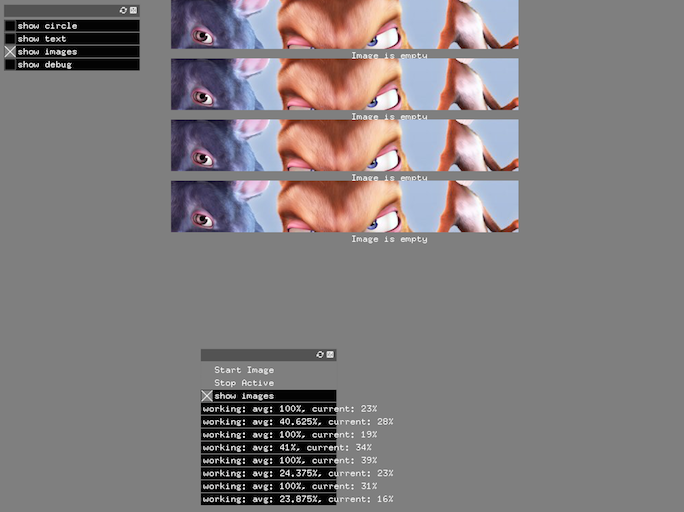 show circle
show text
show images
show debug
Image is empty
Image is empty
Image is empty
Image is empty
Start Image
Stop Active
show images
working: avg: 100%, current: 23%
working: avg: 40.625%, current: 28%
working: avg: 100%, current: 19%
working: avg: 41%, current: 34%
working: avg: 100%, current: 39%
working: avg: 24.375%, current: 23%
working: avg: 100%, current: 31%
working: avg: 23.875%, current: 16%